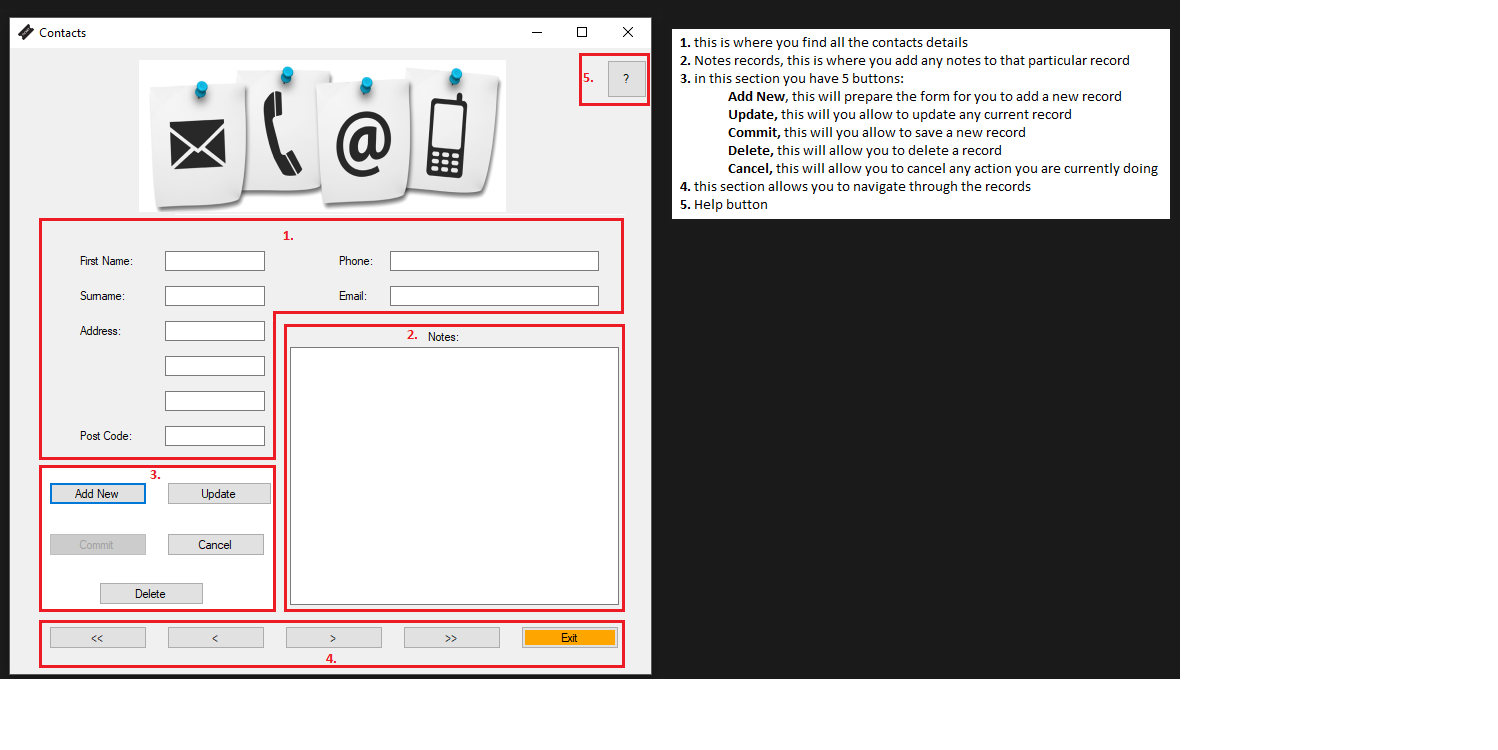 Contacts
5.
?
@
1.
First Name:
Phone:
Surname:
Email:
Address:
2. Notes:
Post Code:
3.
Add New
Update
Commit
Cancel
Delete
<<
<
>
>>
Exit
4.
1. this is where you find all the contacts details
2. Notes records, this is where you add any notes to that particular record
3. in this section you have 5 buttons:
Add New, this will prepare the form for you to add a new record
Update, this will you allow to update any current record
Commit, this will you allow to save a new record
Delete, this will allow you to delete a record
Cancel, this will allow you to cancel any action you are currently doing
4. this section allows you to navigate through the records
5. Help button